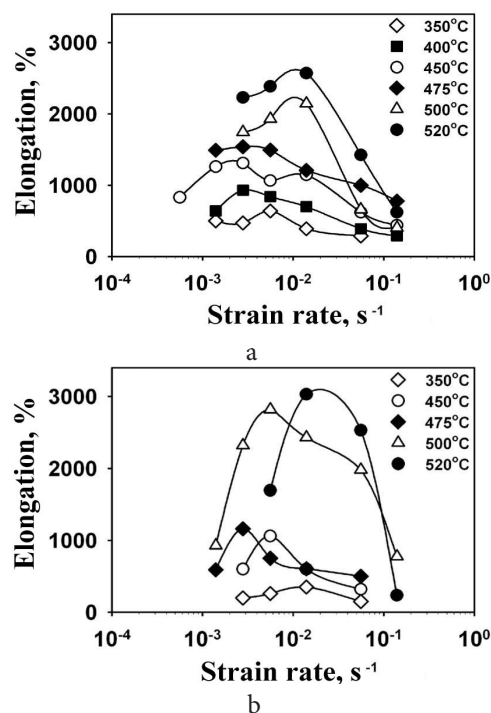 3000
2000
1000
0
Elongation, %
350°C
400°C
450°C
475°C
500°C
520°C
10⁻⁴ 10⁻³ 10⁻² 10⁻¹ 10⁰
Strain rate, s⁻¹
a
3000
2000
1000
0
Elongation, %
350°C
450°C
475°C
500°C
520°C
10⁻⁴ 10⁻³ 10⁻² 10⁻¹ 10⁰
Strain rate, s⁻¹
b